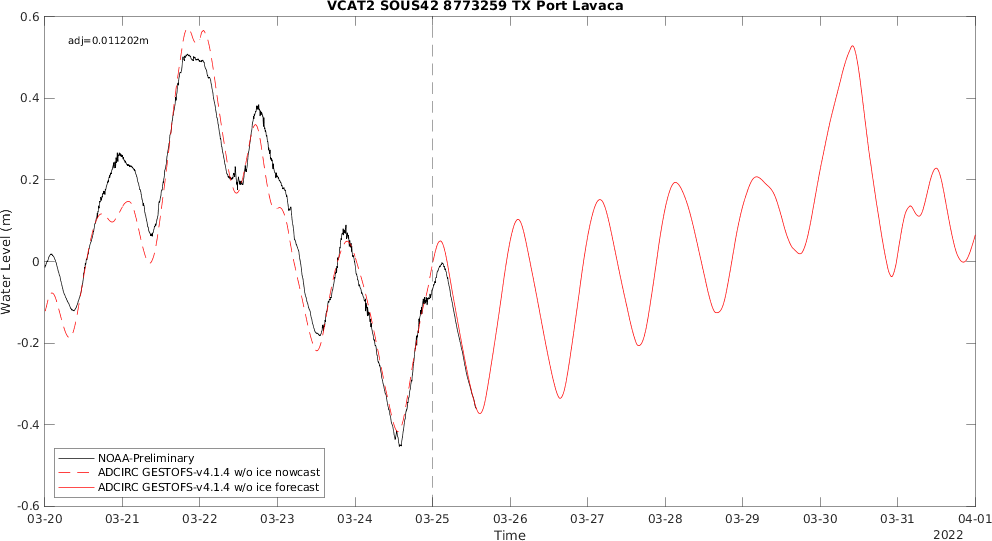 VCAT2 SOUS42 8773259 TX Port Lavaca
adj=0.011202m
0.6
0.4
0.2
0
-0.2
-0.4
-0.6
Water Level (m)
NOAA-Preliminary
ADCIRC GESTOFS-v4.1.4 w/o ice nowcast
ADCIRC GESTOFS-v4.1.4 w/o ice forecast
03-20 03-21 03-22 03-23 03-24 03-25 03-26 03-27 03-28 03-29 03-30 03-31 04-01
Time
2022